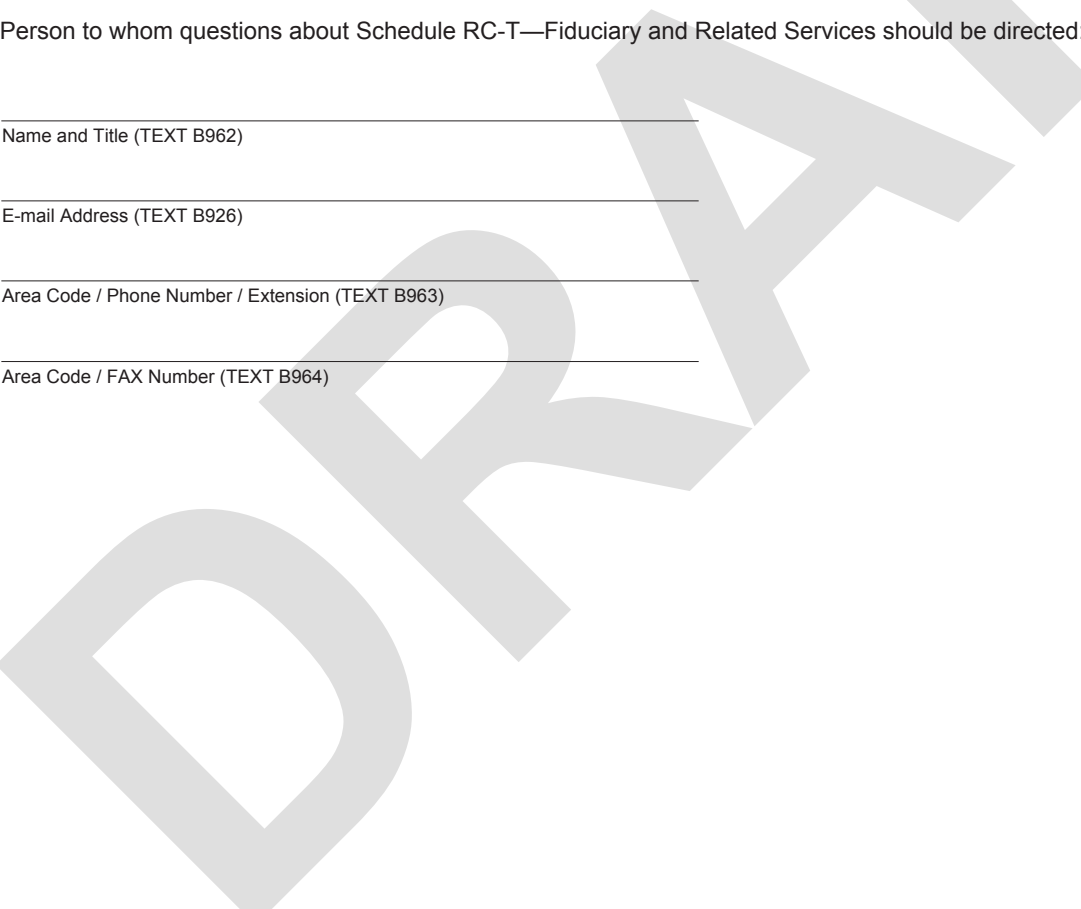 Person to whom questions about Schedule RC-T—Fiduciary and Related Services should be directed:
Name and Title (TEXT B962)
E-mail Address (TEXT B926)
Area Code / Phone Number / Extension (TEXT B963)
Area Code / FAX Number (TEXT B964)
DRA